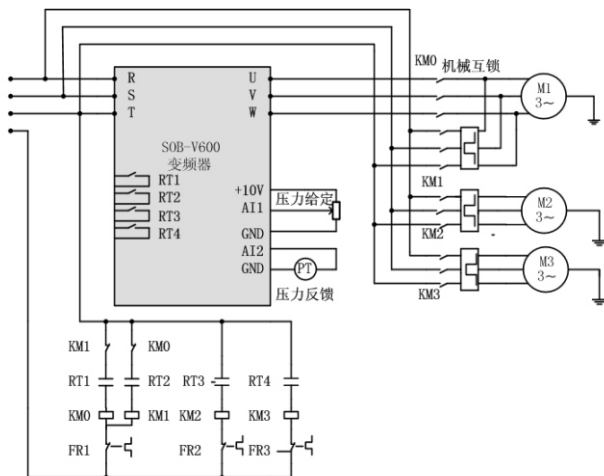 KM0 机械互锁
R U
S V
T W
M1
3~
SOB-V600
变频器
RT1
RT2
RT3
RT4
+10V
压力给定
AI1
GND
AI2
GND
PT
压力反馈
KM1
M2
3~
KM2
M3
3~
KM3
KM1 KM0
RT1 RT2 RT3 RT4
KM0 KM1 KM2 KM3
FR1 FR2 FR3